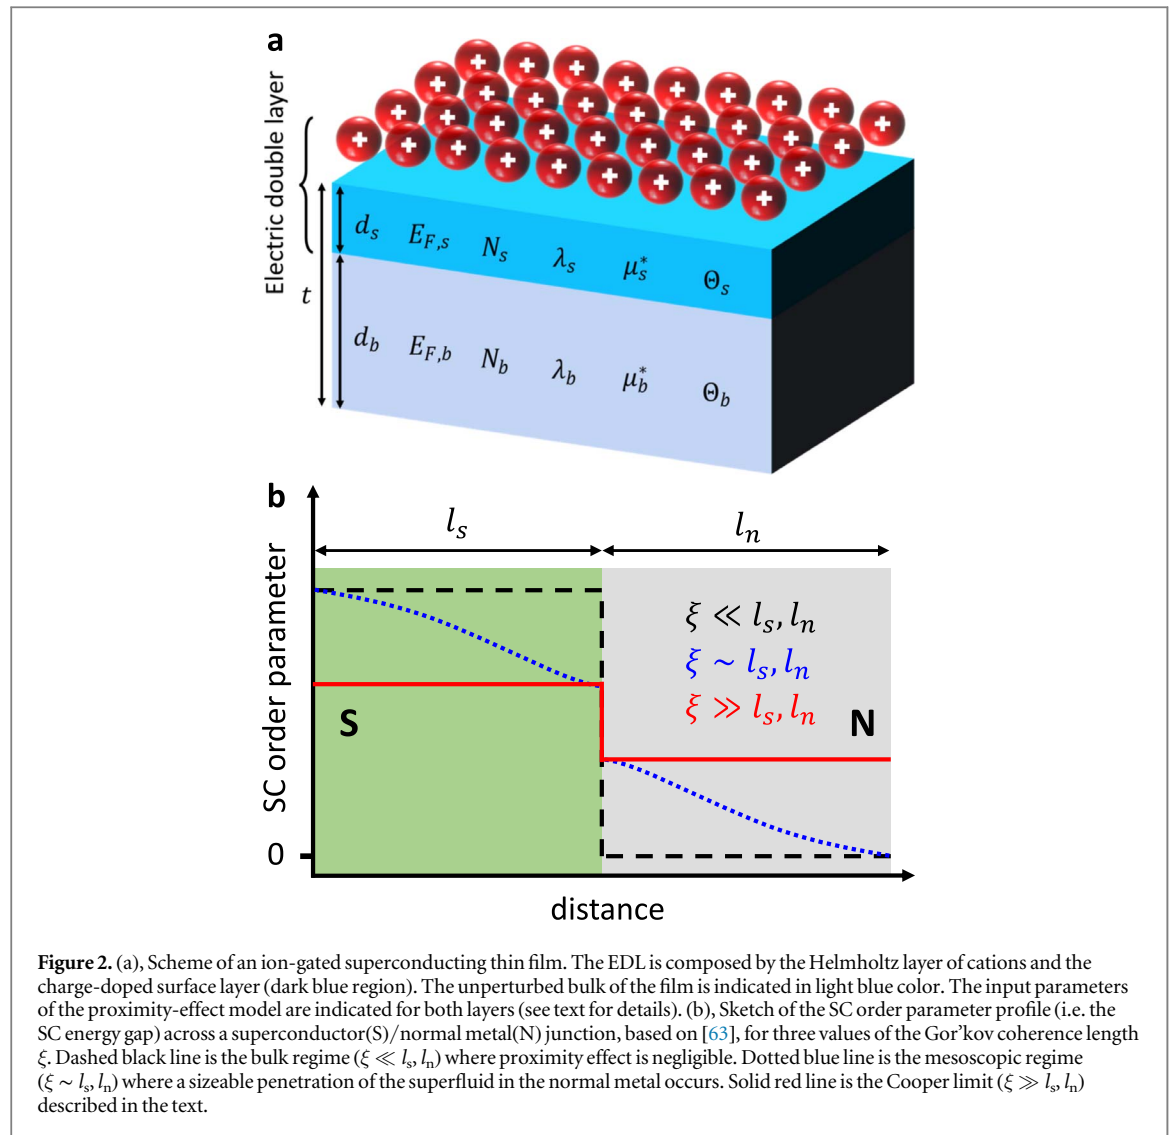 a
Electric double layer
t
d_s E_{F,s} N_s λ_s μ_s^* Θ_s
d_b E_{F,b} N_b λ_b μ_b^* Θ_b
b
l_s l_n
SC order parameter
ξ ≪ l_s, l_n
ξ ~ l_s, l_n
ξ ≫ l_s, l_n
S N
0
distance
Figure 2. (a), Scheme of an ion-gated superconducting thin film. The EDL is composed by the Helmholtz layer of cations and the
charge-doped surface layer (dark blue region). The unperturbed bulk of the film is indicated in light blue color. The input parameters
of the proximity-effect model are indicated for both layers (see text for details). (b), Sketch of the SC order parameter profile (i.e. the
SC energy gap) across a superconductor(S)/normal metal(N) junction, based on [63], for three values of the Gor'kov coherence length
ξ. Dashed black line is the bulk regime (ξ ≪ l_s, l_n) where proximity effect is negligible. Dotted blue line is the mesoscopic regime
(ξ ~ l_s, l_n) where a sizeable penetration of the superfluid in the normal metal occurs. Solid red line is the Cooper limit (ξ ≫ l_s, l_n)
described in the text.